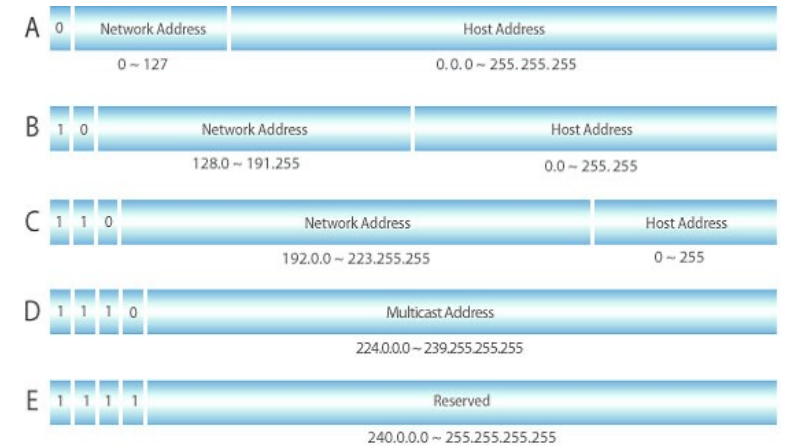 A 0 Network Address Host Address
0 ~ 127 0.0.0 ~ 255.255.255
B 1 0 Network Address Host Address
128.0 ~ 191.255 0.0 ~ 255.255
C 1 1 0 Network Address Host Address
192.0.0 ~ 223.255.255 0 ~ 255
D 1 1 1 0 Multicast Address
224.0.0.0 ~ 239.255.255.255
E 1 1 1 1 Reserved
240.0.0.0 ~ 255.255.255.255